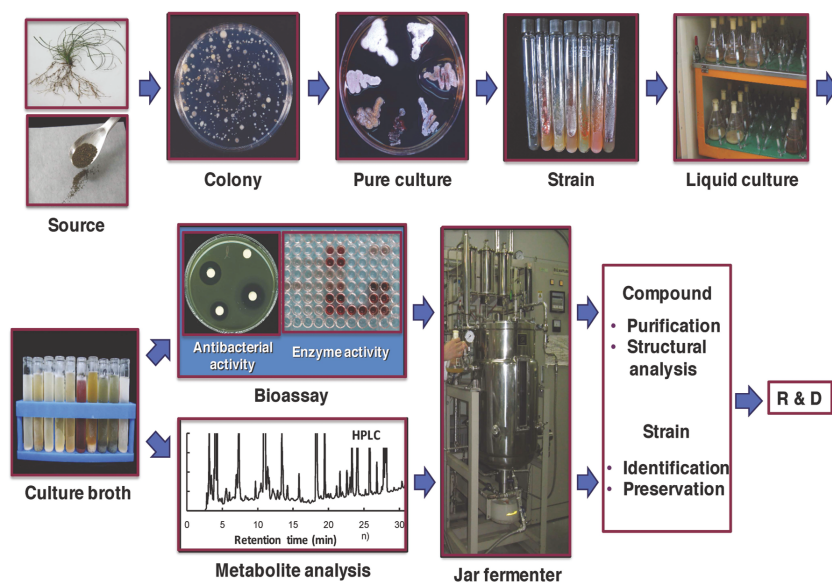 Colony
Pure culture
Strain
Liquid culture
Source
Antibacterial
activity
Enzyme activity
Bioassay
Culture broth
HPLC
0
5
10
15
20
25
30
Retention time (min)
n)
Metabolite analysis
Jar fermenter
Compound
• Purification
• Structural
analysis
Strain
• Identification
• Preservation
R & D